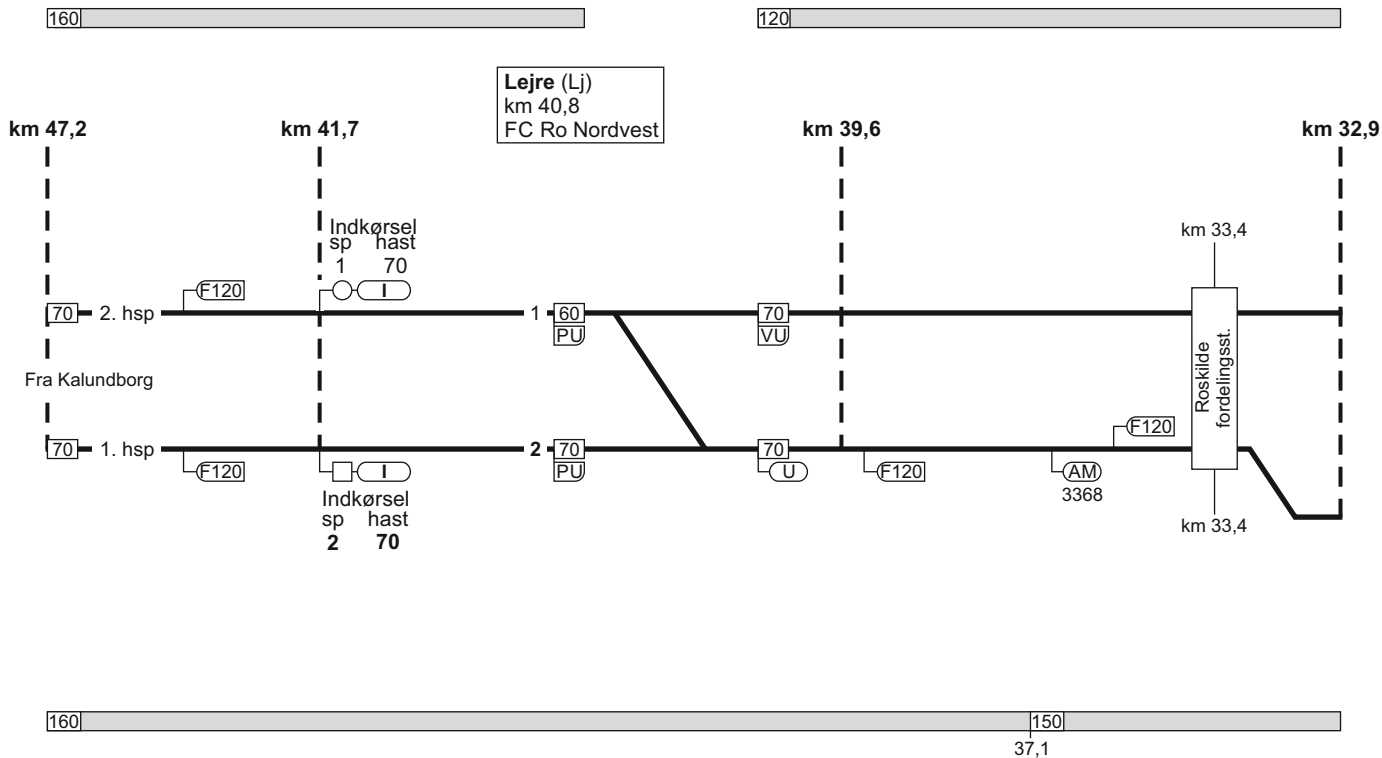 160
120
Lejre (Lj)
km 40,8
FC Ro Nordvest
km 47,2
km 41,7
km 39,6
km 32,9
Indkørsel
sp hast
1 70
km 33,4
F120
I
70 2. hsp
1 60
70
PU
VU
Roskilde
fordelingsst.
Fra Kalundborg
F120
70 1. hsp
2 70
70
F120
I
PU
U
F120
AM
3368
Indkørsel
sp hast
2 70
km 33,4
160
150
37,1